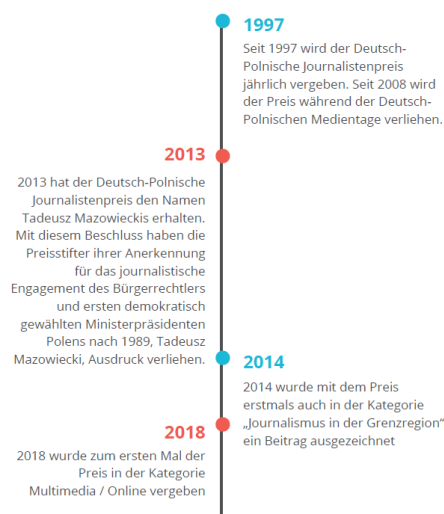 1997
Seit 1997 wird der Deutsch-
Polnische Journalistenpreis
jährlich vergeben. Seit 2008 wird
der Preis während der Deutsch-
Polnischen Medientage verliehen.
2013
2013 hat der Deutsch-Polnische
Journalistenpreis den Namen
Tadeusz Mazowieckis erhalten.
Mit diesem Beschluss haben die
Preisstifter ihrer Anerkennung
für das journalistische
Engagement des Bürgerrechtlers
und ersten demokratisch
gewählten Ministerpräsidenten
Polens nach 1989, Tadeusz
Mazowiecki, Ausdruck verliehen.
2014
2014 wurde mit dem Preis
erstmals auch in der Kategorie
„Journalismus in der Grenzregion“
ein Beitrag ausgezeichnet
2018
2018 wurde zum ersten Mal der
Preis in der Kategorie
Multimedia / Online vergeben